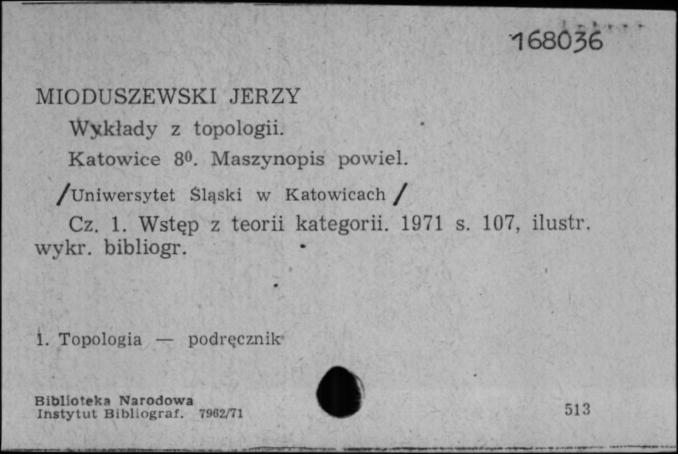 168036
MIODUSZEWSKI JERZY
Wykłady z topologii.
Katowice 8⁰. Maszynopis powiel.
/Uniwersytet Śląski w Katowicach /
Cz. 1. Wstęp z teorii kategorii. 1971 s. 107, ilustr.
wykr. bibliogr.
1. Topologia — podręcznik
Biblioteka Narodowa
Instytut Bibliograf. 7962/71
513